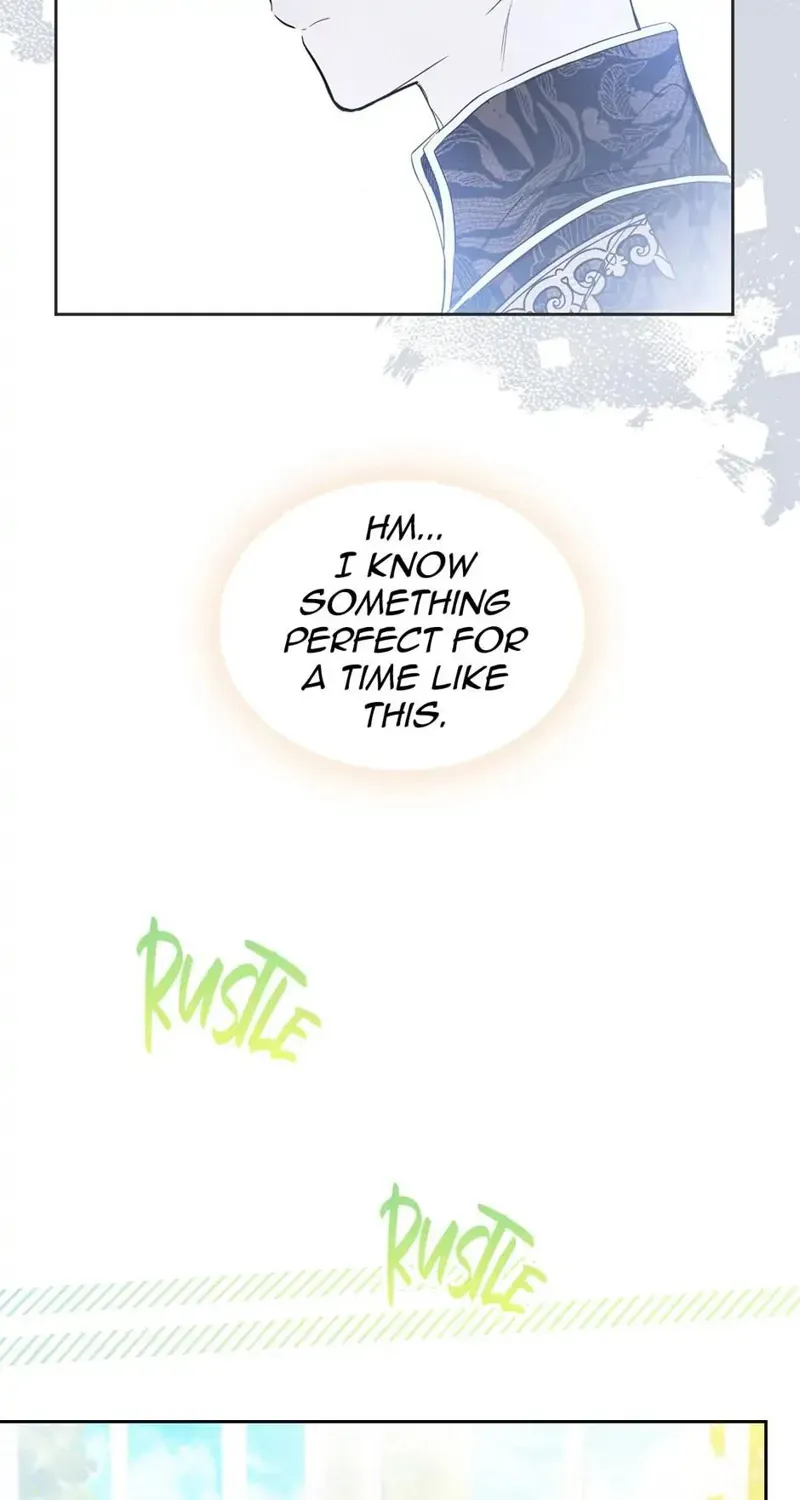 HM...
I KNOW
SOMETHING
PERFECT FOR
A TIME LIKE
THIS.
RUSTLE
RUSTLE